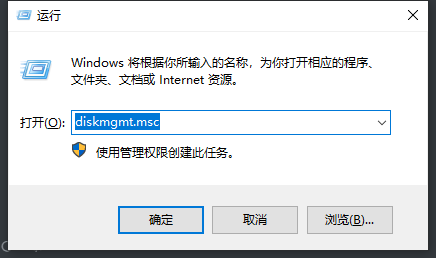 运行
Windows 将根据你所输入的名称，为你打开相应的程序、
文件夹、文档或 Internet 资源。
打开(O): diskmgmt.msc
使用管理权限创建此任务。
确定 取消 浏览(B)...